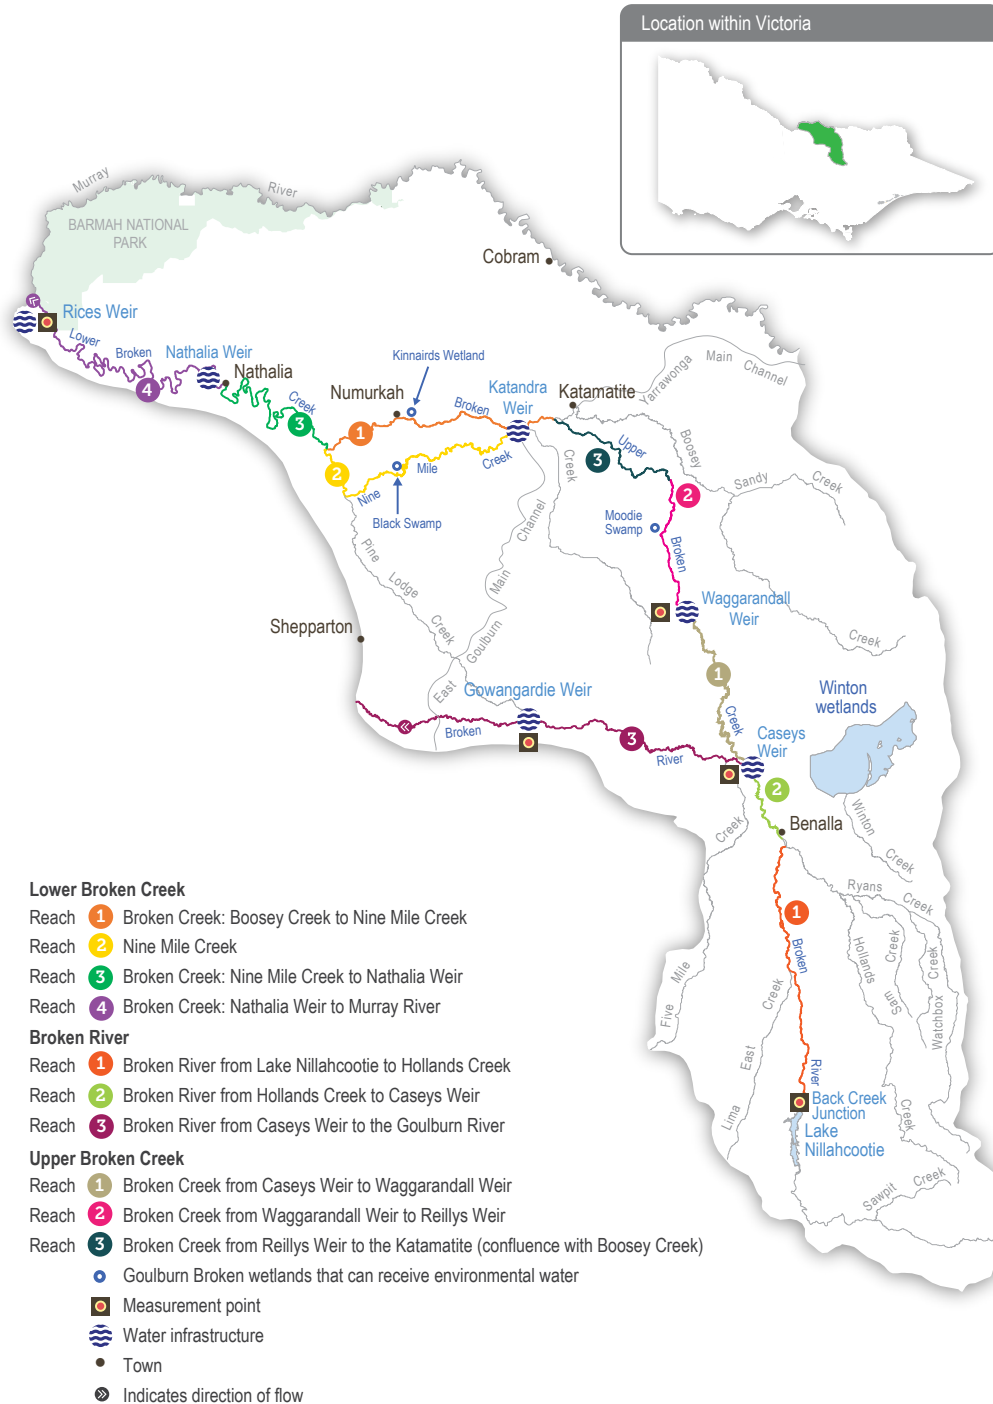 Location within Victoria
Murray
River
BARMAH NATIONAL
PARK
Cobram
Rices Weir
Lower
Broken
Creek
Nathalia Weir
Nathalia
4
3
Kinnairds Wetland
Numurkah
Broken
Katandra
Weir
Katamatite
Yarrawonga
Main
Channel
1
2
Nine
Mile
Creek
Black Swamp
Upper
3
Boosey
Creek
Sandy
Creek
2
Moodie
Swamp
Broken
Pine
Lodge
Creek
East
Goulburn
Main
Channel
Waggarandall
Weir
Creek
Shepparton
1
Creek
Gowangardie Weir
Broken
3
River
Winton
wetlands
Caseys
Weir
2
Benalla
Creek
Winton
Creek
Ryans
Creek
1
Broken
Hollands
Creek
Sam
Creek
Watchbox
Five
Mile
Creek
East
Lima
River
Back Creek
Junction
Lake
Nillahcootie
Creek
Sawpit
Creek
Lower Broken Creek
Reach 1 Broken Creek: Boosey Creek to Nine Mile Creek
Reach 2 Nine Mile Creek
Reach 3 Broken Creek: Nine Mile Creek to Nathalia Weir
Reach 4 Broken Creek: Nathalia Weir to Murray River
Broken River
Reach 1 Broken River from Lake Nillahcootie to Hollands Creek
Reach 2 Broken River from Hollands Creek to Caseys Weir
Reach 3 Broken River from Caseys Weir to the Goulburn River
Upper Broken Creek
Reach 1 Broken Creek from Caseys Weir to Waggarandall Weir
Reach 2 Broken Creek from Waggarandall Weir to Reillys Weir
Reach 3 Broken Creek from Reillys Weir to the Katamatite (confluence with Boosey Creek)
Goulburn Broken wetlands that can receive environmental water
Measurement point
Water infrastructure
Town
Indicates direction of flow